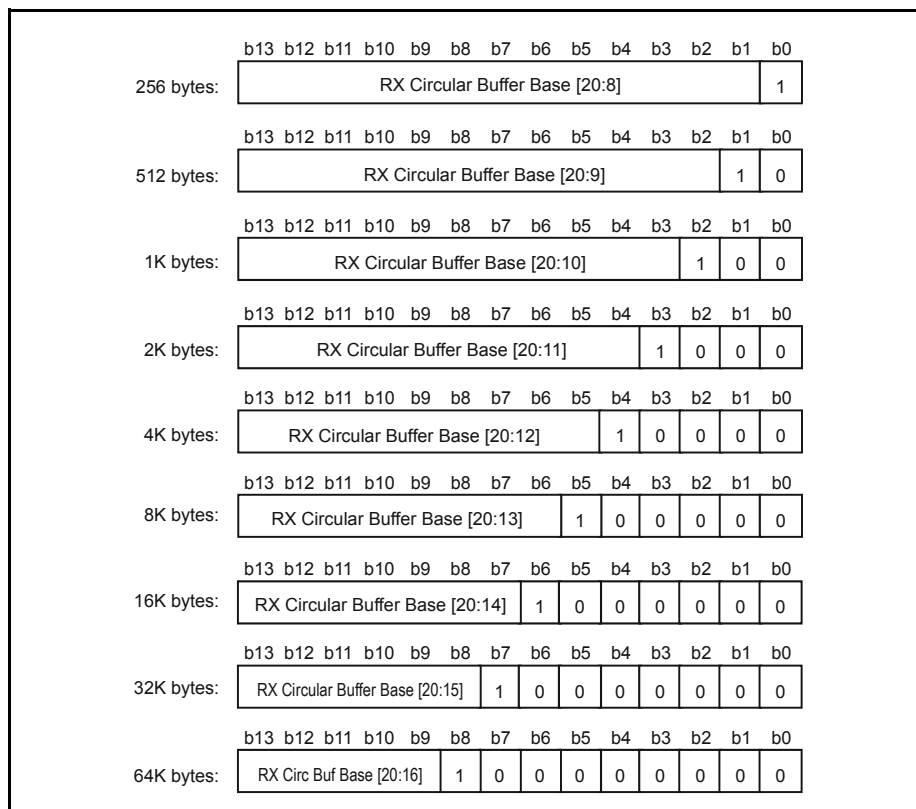 b13 b12 b11 b10 b9 b8 b7 b6 b5 b4 b3 b2 b1 b0
256 bytes: RX Circular Buffer Base [20:8] 1
b13 b12 b11 b10 b9 b8 b7 b6 b5 b4 b3 b2 b1 b0
512 bytes: RX Circular Buffer Base [20:9] 1 0
b13 b12 b11 b10 b9 b8 b7 b6 b5 b4 b3 b2 b1 b0
1K bytes: RX Circular Buffer Base [20:10] 1 0 0
b13 b12 b11 b10 b9 b8 b7 b6 b5 b4 b3 b2 b1 b0
2K bytes: RX Circular Buffer Base [20:11] 1 0 0 0
b13 b12 b11 b10 b9 b8 b7 b6 b5 b4 b3 b2 b1 b0
4K bytes: RX Circular Buffer Base [20:12] 1 0 0 0 0
b13 b12 b11 b10 b9 b8 b7 b6 b5 b4 b3 b2 b1 b0
8K bytes: RX Circular Buffer Base [20:13] 1 0 0 0 0 0
b13 b12 b11 b10 b9 b8 b7 b6 b5 b4 b3 b2 b1 b0
16K bytes: RX Circular Buffer Base [20:14] 1 0 0 0 0 0 0
b13 b12 b11 b10 b9 b8 b7 b6 b5 b4 b3 b2 b1 b0
32K bytes: RX Circular Buffer Base [20:15] 1 0 0 0 0 0 0 0
b13 b12 b11 b10 b9 b8 b7 b6 b5 b4 b3 b2 b1 b0
64K bytes: RX Circ Buf Base [20:16] 1 0 0 0 0 0 0 0 0